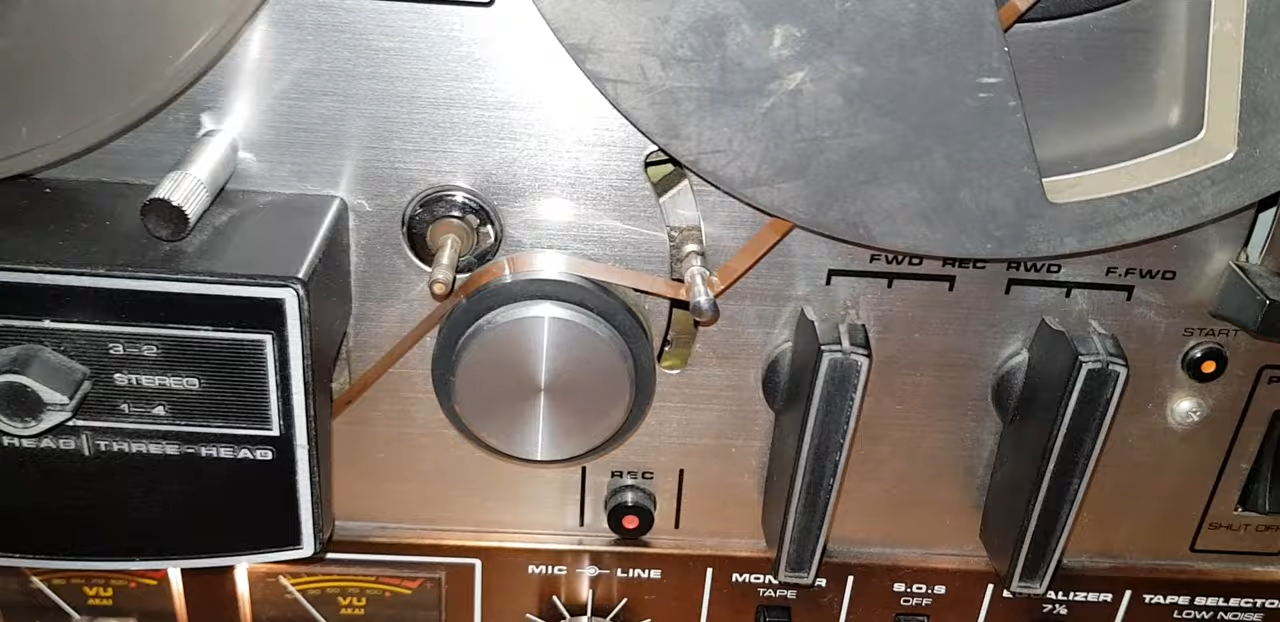 FWD REC RWD F.FWD
START
3-2
STEREO
1-4
HEAD | THREE-HEAD
REC
SHUT OFF
VU
AKAI
VU
AKAI
MIC LINE
TAPE
S.O.S
OFF
7½
TAPE SELECTOR
LOW NOISE